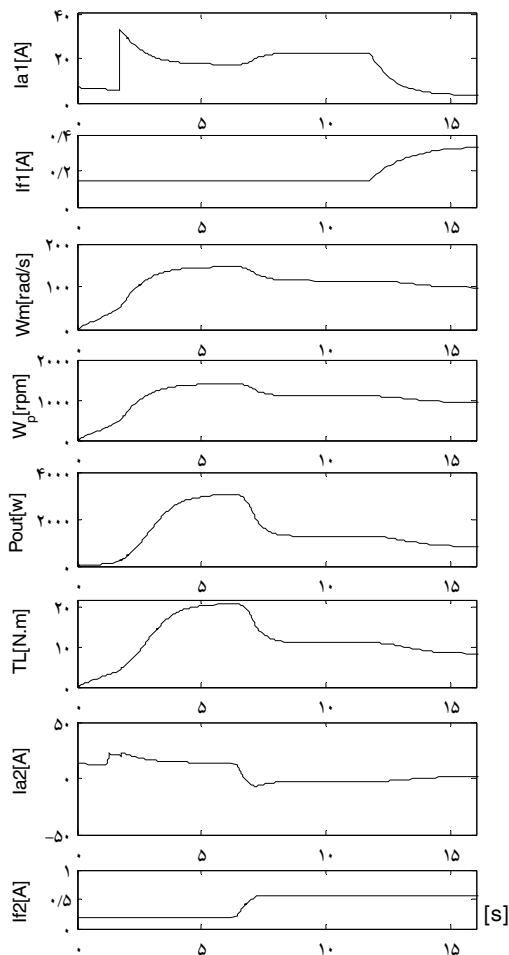 Ia1[A]
۴۰
۲۰
۰
۰ ۵ ۱۰ ۱۵
If1[A]
۰/۴
۰/۲
۰
۰ ۵ ۱۰ ۱۵
Wm[rad/s]
۲۰۰
۱۰۰
۰
۰ ۵ ۱۰ ۱۵
Wp[rpm]
۲۰۰۰
۱۰۰۰
۰
۰ ۵ ۱۰ ۱۵
Pout[w]
۴۰۰۰
۲۰۰۰
۰
۰ ۵ ۱۰ ۱۵
TL[N.m]
۲۰
۱۰
۰
۰ ۵ ۱۰ ۱۵
Ia2[A]
۵۰
۰
-۵۰
۰ ۵ ۱۰ ۱۵
If2[A]
۱
۰/۵
۰
۰ ۵ ۱۰ ۱۵
[s]